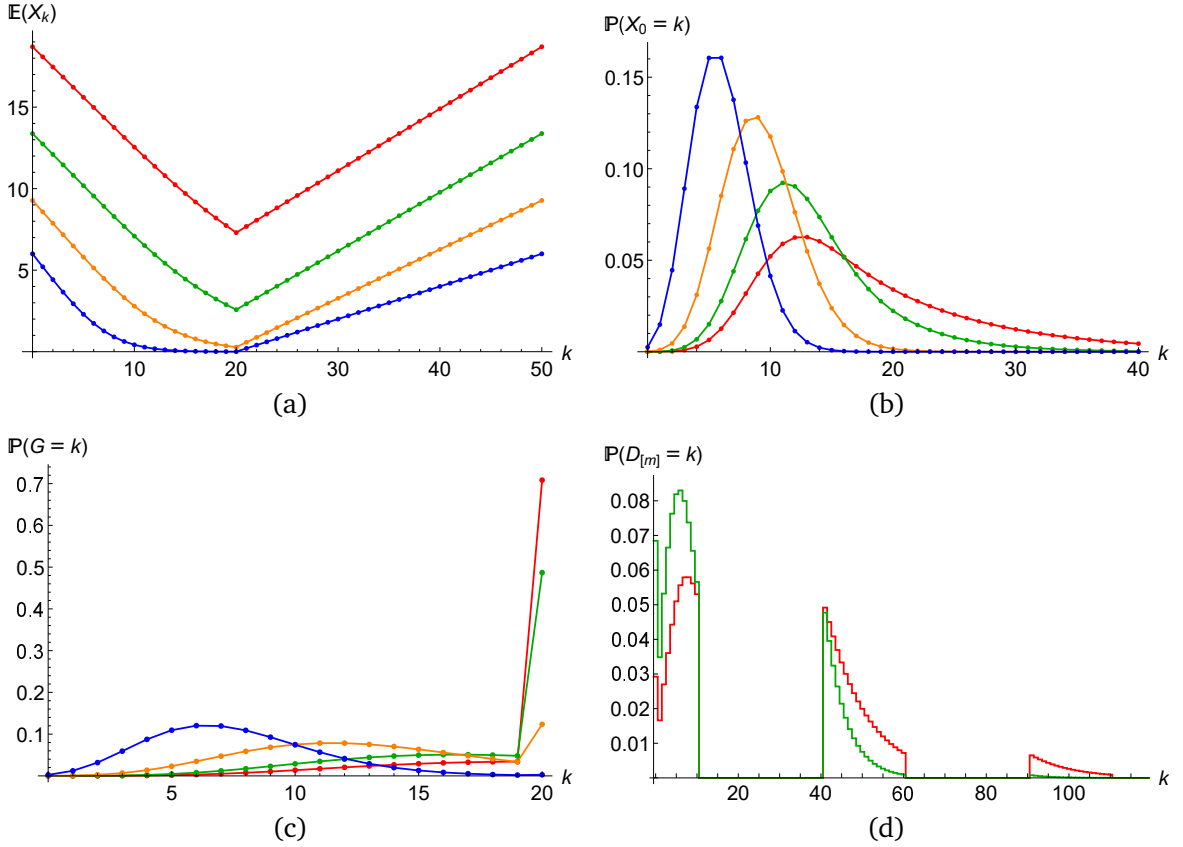 𝔼(X_k)
15
10
5
0 10 20 30 40 50 k
(a)
ℙ(X_0 = k)
0.15
0.10
0.05
10 20 30 40 k
(b)
ℙ(G = k)
0.7
0.6
0.5
0.4
0.3
0.2
0.1
5 10 15 20 k
(c)
ℙ(D_[m] = k)
0.08
0.07
0.06
0.05
0.04
0.03
0.02
0.01
20 40 60 80 100 k
(d)